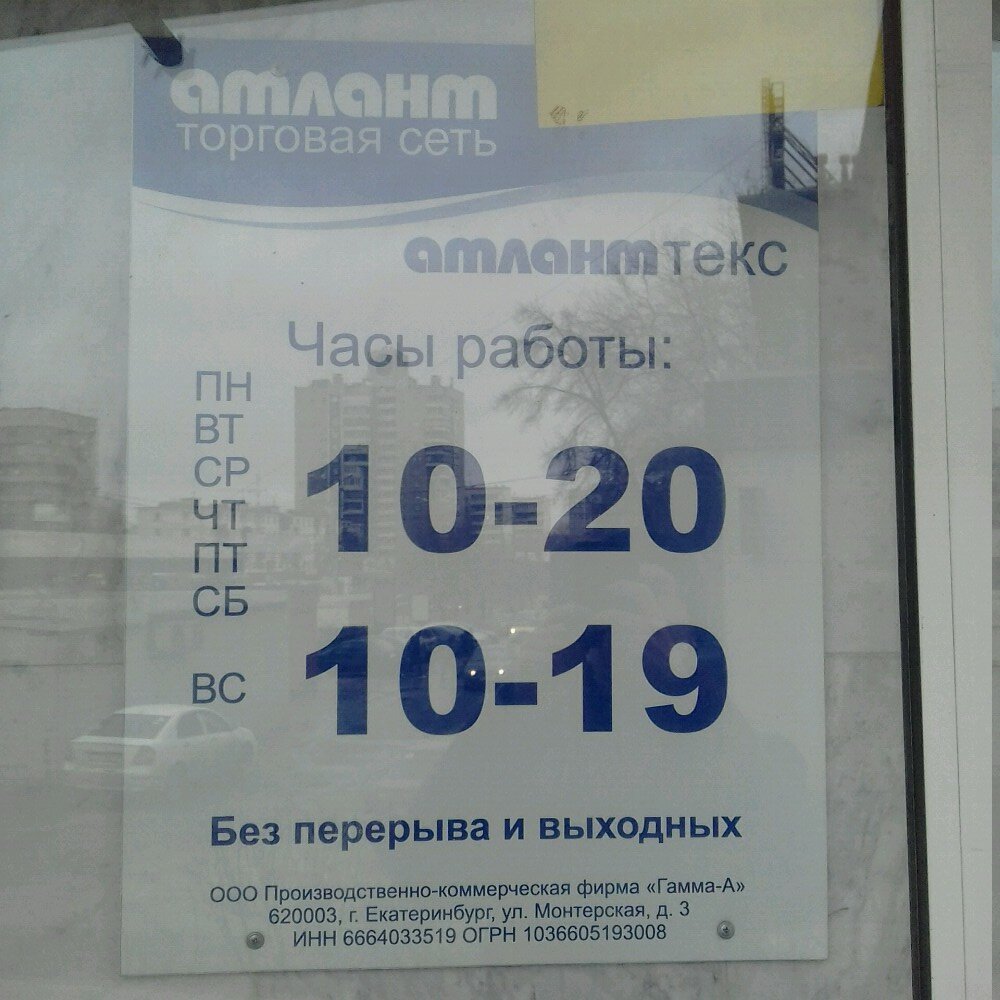 атлант
торговая сеть
атлант текс
Часы работы:
ПН
ВТ
СР
ЧТ
ПТ
СБ
10-20
ВС 10-19
Без перерыва и выходных
ООО Производственно-коммерческая фирма «Гамма-А»
620003, г. Екатеринбург, ул. Монтерская, д. 3
ИНН 6664033519 ОГРН 1036605193008